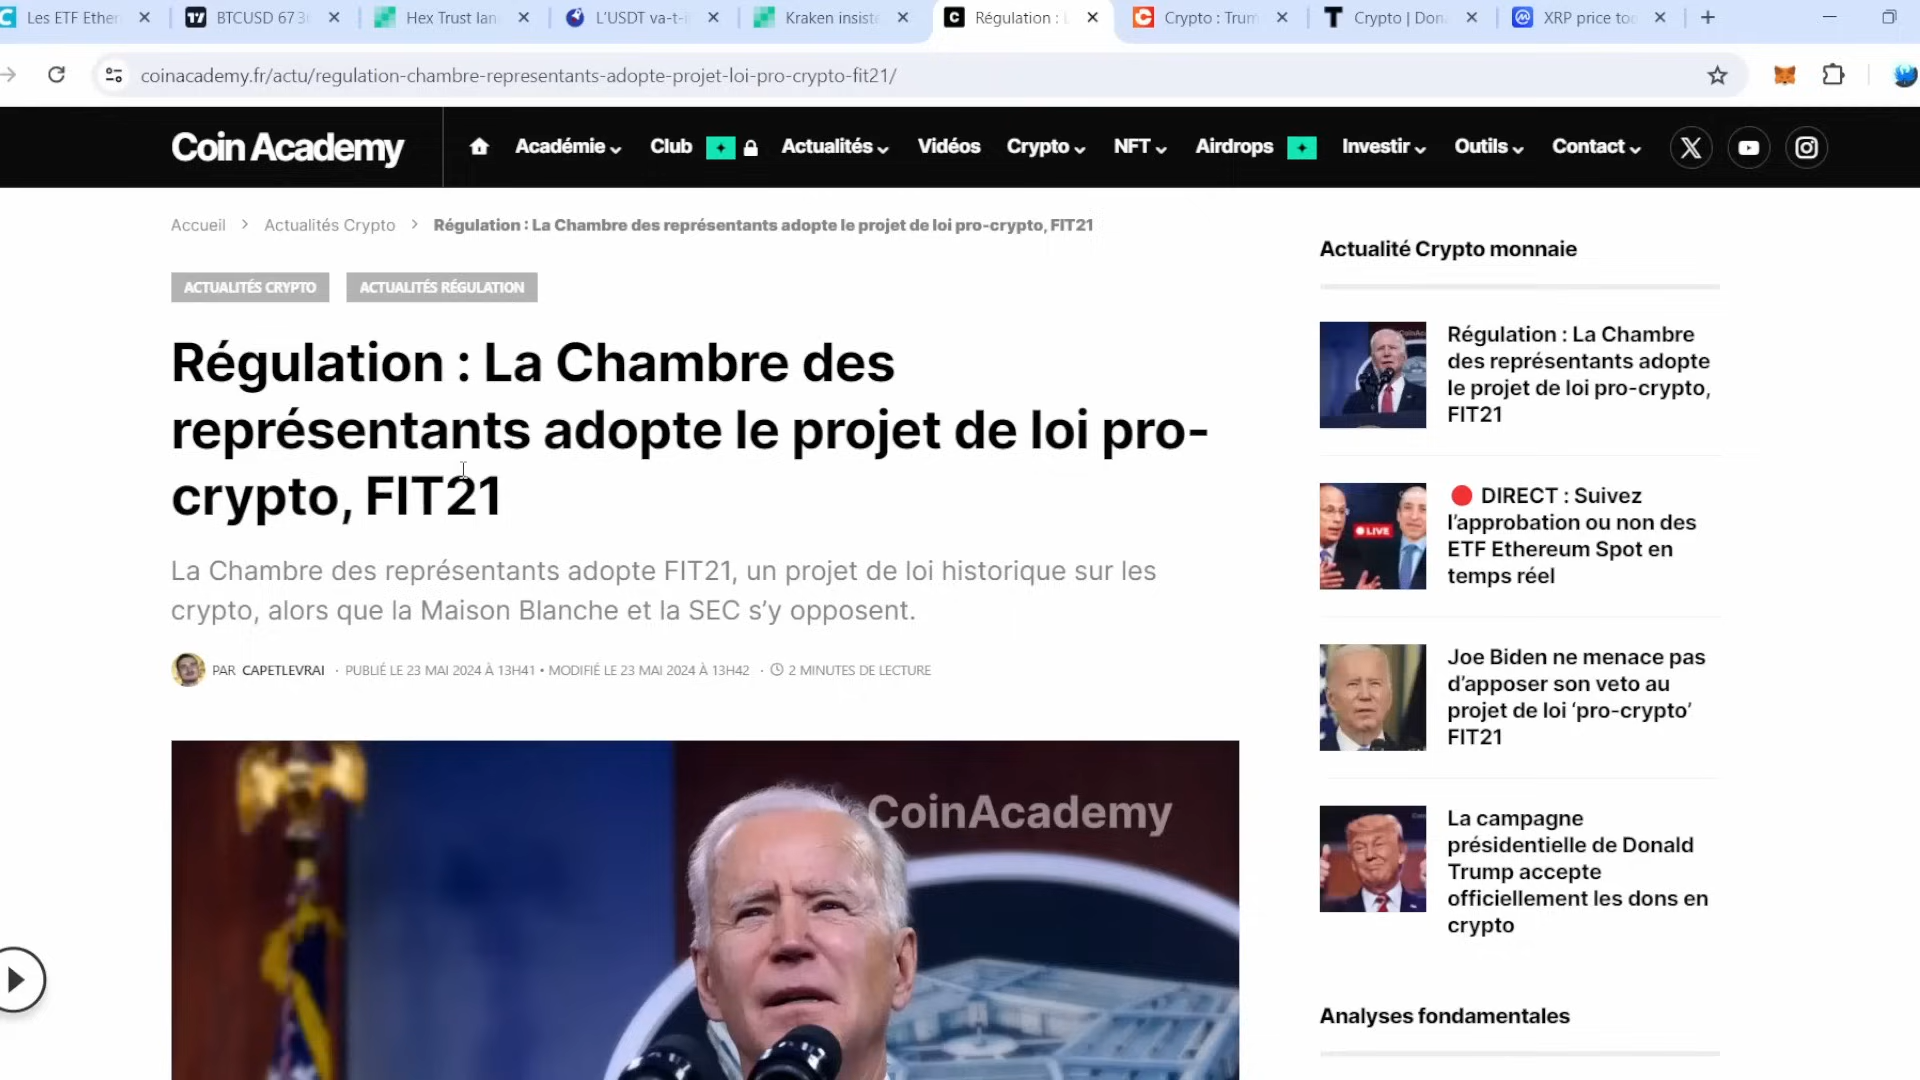 Les ETF Ether
BTCUSD 67 3
Hex Trust lan
L'USDT va-t-i
Kraken insiste
Régulation : L
Crypto : Trum
Crypto | Dona
XRP price too
coinacademy.fr/actu/regulation-chambre-representants-adopte-projet-loi-pro-crypto-fit21/
Coin Academy
Académie
Club
Actualités
Vidéos
Crypto
NFT
Airdrops
Investir
Outils
Contact
Accueil > Actualités Crypto > Régulation : La Chambre des représentants adopte le projet de loi pro-crypto, FIT21
ACTUALITÉS CRYPTO
ACTUALITÉS RÉGULATION
Régulation : La Chambre des
représentants adopte le projet de loi pro-
crypto, FIT21
La Chambre des représentants adopte FIT21, un projet de loi historique sur les
crypto, alors que la Maison Blanche et la SEC s'y opposent.
PAR CAPETLEVRAI · PUBLIÉ LE 23 MAI 2024 À 13H41 • MODIFIÉ LE 23 MAI 2024 À 13H42 · 2 MINUTES DE LECTURE
CoinAcademy
Actualité Crypto monnaie
Régulation : La Chambre
des représentants adopte
le projet de loi pro-crypto,
FIT21
LIVE
DIRECT : Suivez
l'approbation ou non des
ETF Ethereum Spot en
temps réel
Joe Biden ne menace pas
d'apposer son veto au
projet de loi 'pro-crypto'
FIT21
La campagne
présidentielle de Donald
Trump accepte
officiellement les dons en
crypto
Analyses fondamentales